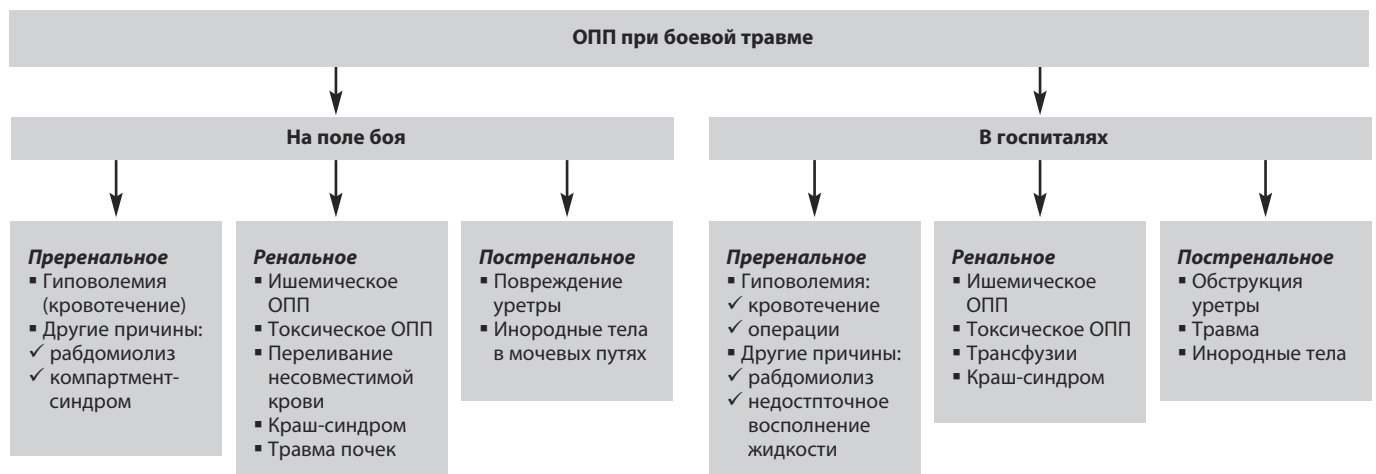 ОПП при боевой травме
На поле боя
В госпиталях
Преренальное
▪ Гиповолемия
(кровотечение)
▪ Другие причины:
✓ рабдомиолиз
✓ компартмент-
синдром
Ренальное
▪ Ишемическое
ОПП
▪ Токсическое ОПП
▪ Переливание
несовместимой
крови
▪ Краш-синдром
▪ Травма почек
Постренальное
▪ Повреждение
уретры
▪ Инородные тела
в мочевых путях
Преренальное
▪ Гиповолемия:
✓ кровотечение
✓ операции
▪ Другие причины:
✓ рабдомиолиз
✓ недостпточное
восполнение
жидкости
Ренальное
▪ Ишемическое
ОПП
▪ Токсическое ОПП
▪ Трансфузии
▪ Краш-синдром
Постренальное
▪ Обструкция
уретры
▪ Травма
▪ Инородные тела